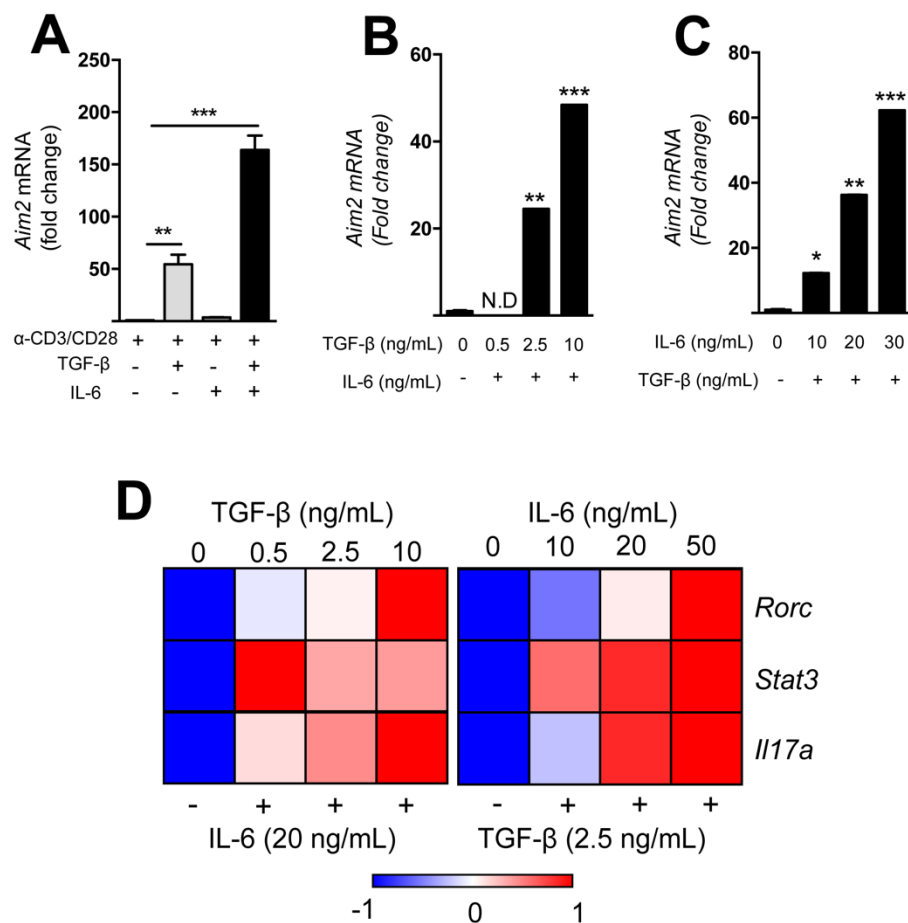 A
250
200
150
100
50
Aim2 mRNA
(fold change)
***
**
α-CD3/CD28 + + + +
TGF-β - + - +
IL-6 - - + +
B
60
40
20
Aim2 mRNA
(Fold change)
N.D
**
***
TGF-β (ng/mL) 0 0.5 2.5 10
IL-6 (ng/mL) - + + +
C
80
60
40
20
Aim2 mRNA
(Fold change)
*
**
***
IL-6 (ng/mL) 0 10 20 30
TGF-β (ng/mL) - + + +
D
TGF-β (ng/mL)
0 0.5 2.5 10
IL-6 (ng/mL)
0 10 20 50
Rorc
Stat3
Il17a
- + + +
IL-6 (20 ng/mL)
- + + +
TGF-β (2.5 ng/mL)
-1 0 1